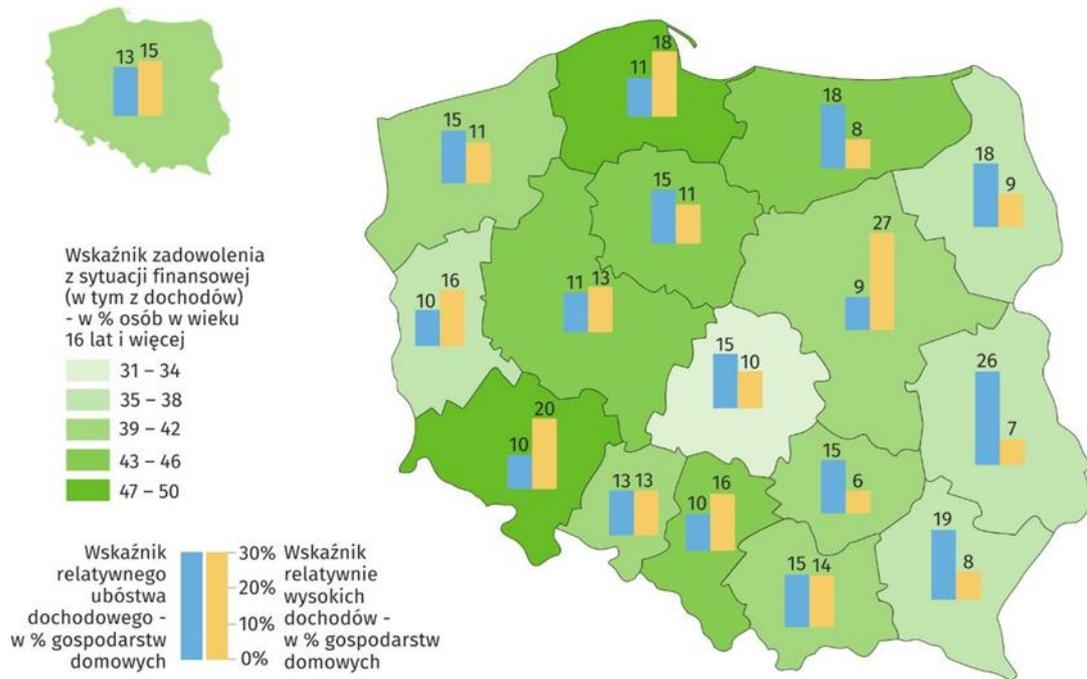 13 15
11 18
15 11
18 8
18 9
15 11
27
9
10 16
11 13
15 10
26 7
10 20
15 6
13 13
10 16
19 8
15 14
Wskaźnik zadowolenia
z sytuacji finansowej
(w tym z dochodów)
- w % osób w wieku
16 lat i więcej
31 – 34
35 – 38
39 – 42
43 – 46
47 – 50
Wskaźnik
relatywnego
ubóstwa
dochodowego -
w % gospodarstw
domowych
30%
20%
10%
0%
Wskaźnik
relatywnie
wysokich
dochodów -
w % gospodarstw
domowych